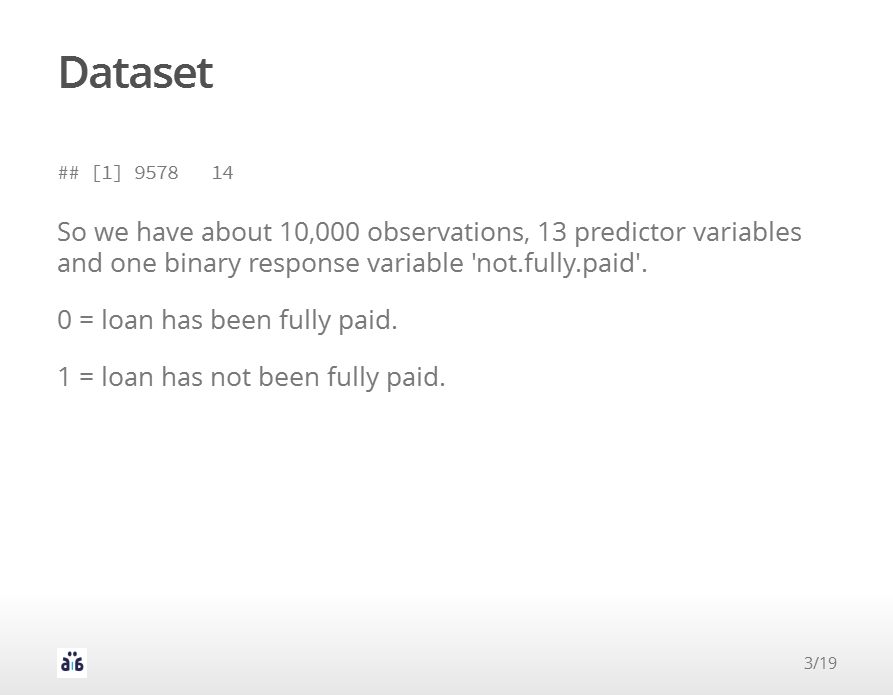 Dataset
## [1] 9578   14
So we have about 10,000 observations, 13 predictor variables
and one binary response variable 'not.fully.paid'.
0 = loan has been fully paid.
1 = loan has not been fully paid.
3/19